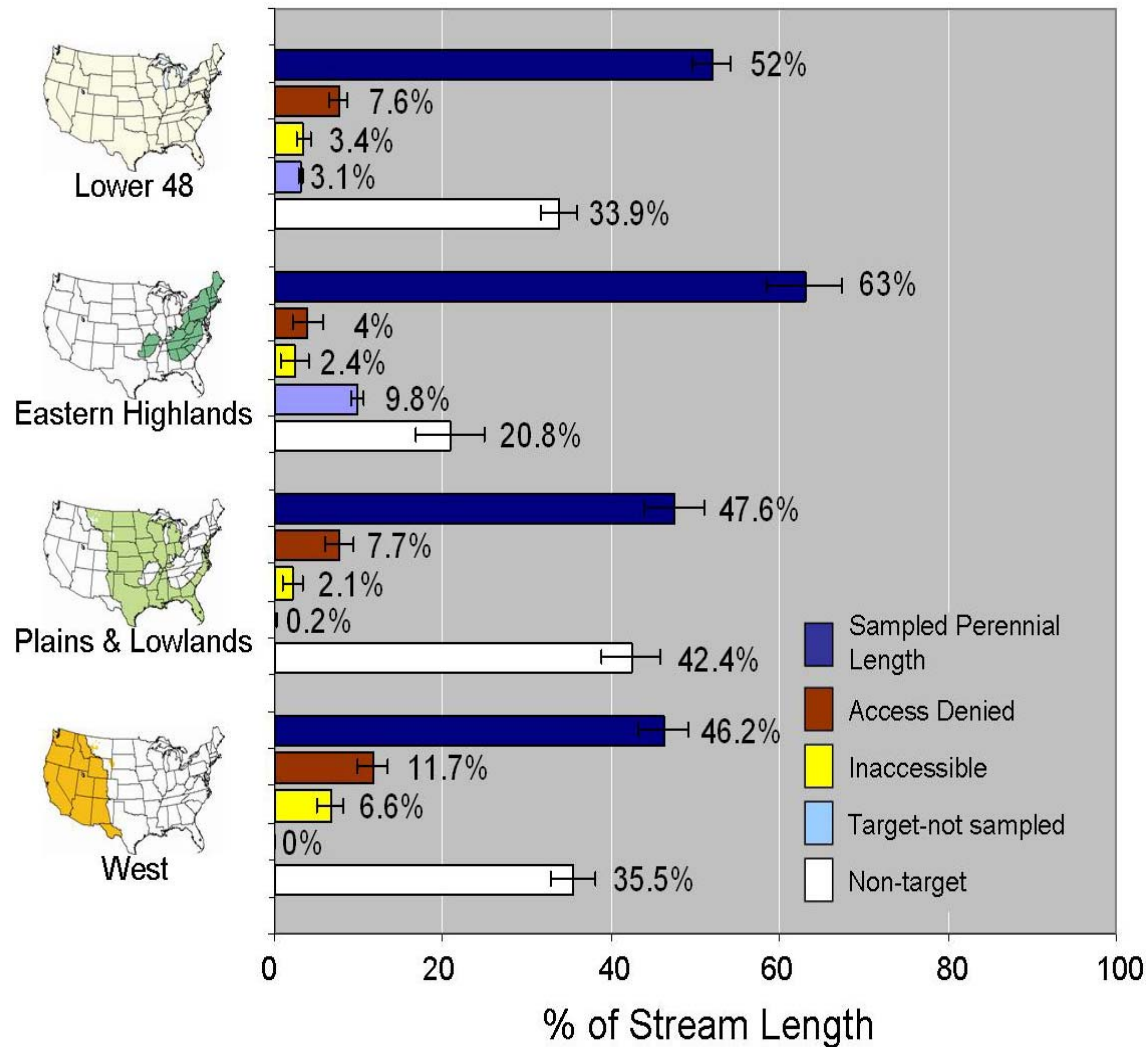 52%
7.6%
3.4%
3.1%
33.9%
Lower 48
63%
4%
2.4%
9.8%
20.8%
Eastern Highlands
47.6%
7.7%
2.1%
0.2%
42.4%
Plains & Lowlands
46.2%
11.7%
6.6%
0%
35.5%
West
Sampled Perennial
Length
Access Denied
Inaccessible
Target-not sampled
Non-target
0 20 40 60 80 100
% of Stream Length